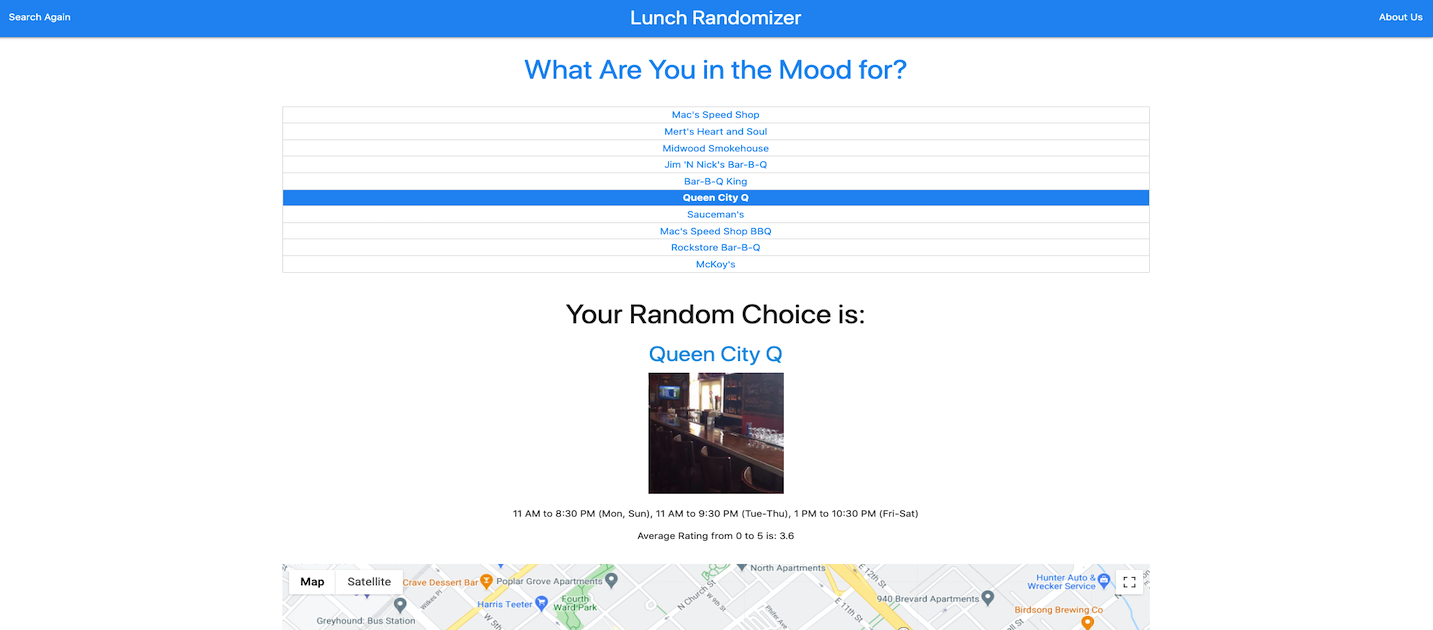 Search Again
Lunch Randomizer
About Us
What Are You in the Mood for?
Mac's Speed Shop
Mert's Heart and Soul
Midwood Smokehouse
Jim 'N Nick's Bar-B-Q
Bar-B-Q King
Queen City Q
Sauceman's
Mac's Speed Shop BBQ
Rockstore Bar-B-Q
McKoy's
Your Random Choice is:
Queen City Q
11 AM to 8:30 PM (Mon, Sun), 11 AM to 9:30 PM (Tue-Thu), 1 PM to 10:30 PM (Fri-Sat)
Average Rating from 0 to 5 is: 3.6
Map
Satellite
Crave Dessert Bar
Poplar Grove Apartments
North Apartments
E 12th St
Hunter Auto &
Wrecker Service
Wilkes Pl
Harris Teeter
Fourth
Ward Park
N Church St
W 9th St
E 11th St
940 Brevard Apartments
Birdsong Brewing Co
Greyhound: Bus Station
W 5th
Pfifer Ave
all St